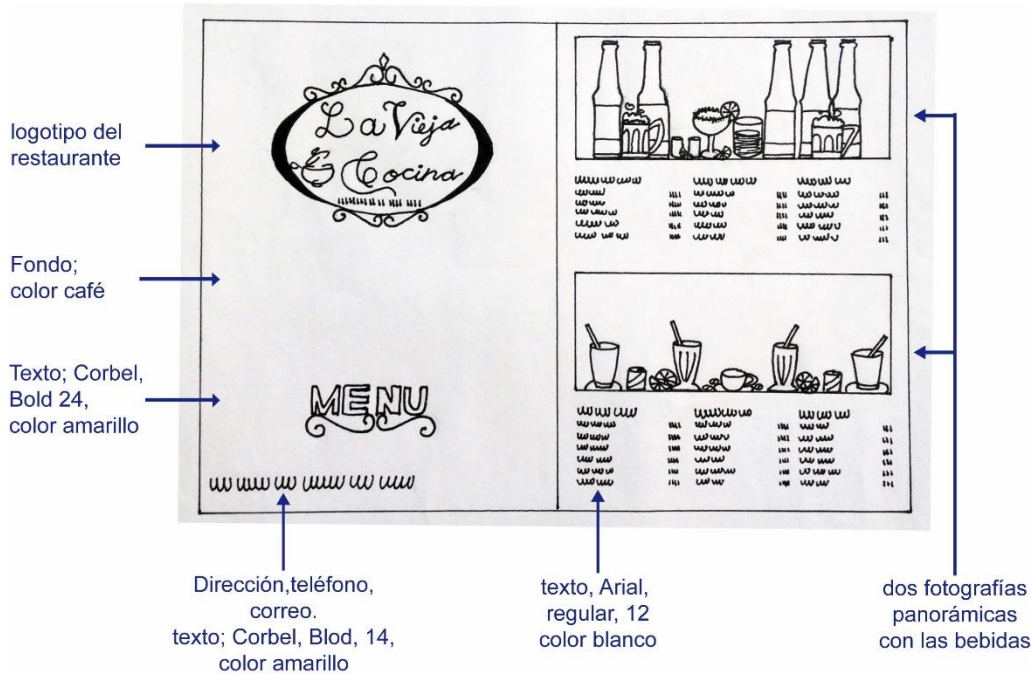 logotipo del
restaurante
La Vieja
Cocina
Fondo;
color café
Texto; Corbel,
Bold 24,
color amarillo
MENU
Dirección,teléfono,
correo.
texto; Corbel, Blod, 14,
color amarillo
texto, Arial,
regular, 12
color blanco
dos fotografías
panorámicas
con las bebidas